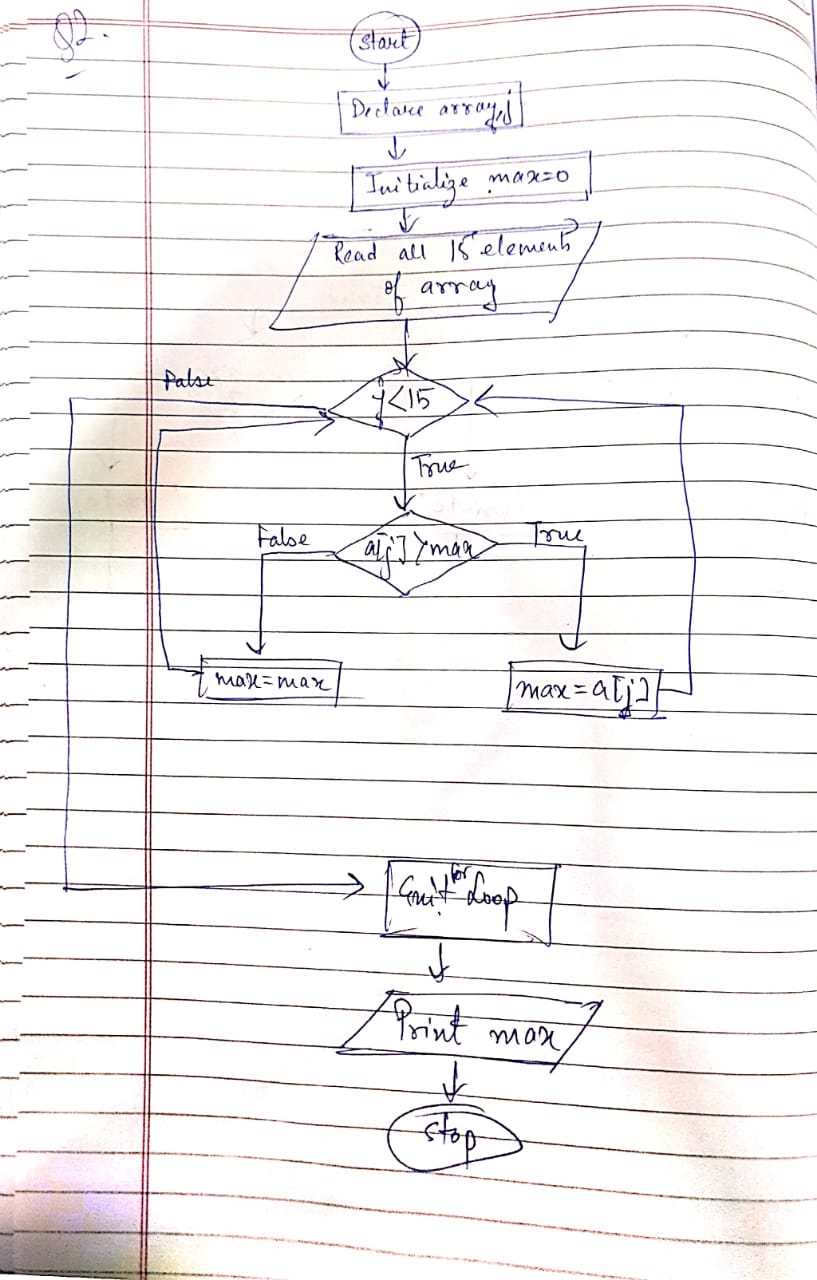 Q2.
Start
Declare array, j
Initialize max=0
Read all 15 elements
of array
j<15
False
True
a[j]>max
False
True
max=max
max=a[j]
for
Exit Loop
Print max
Stop